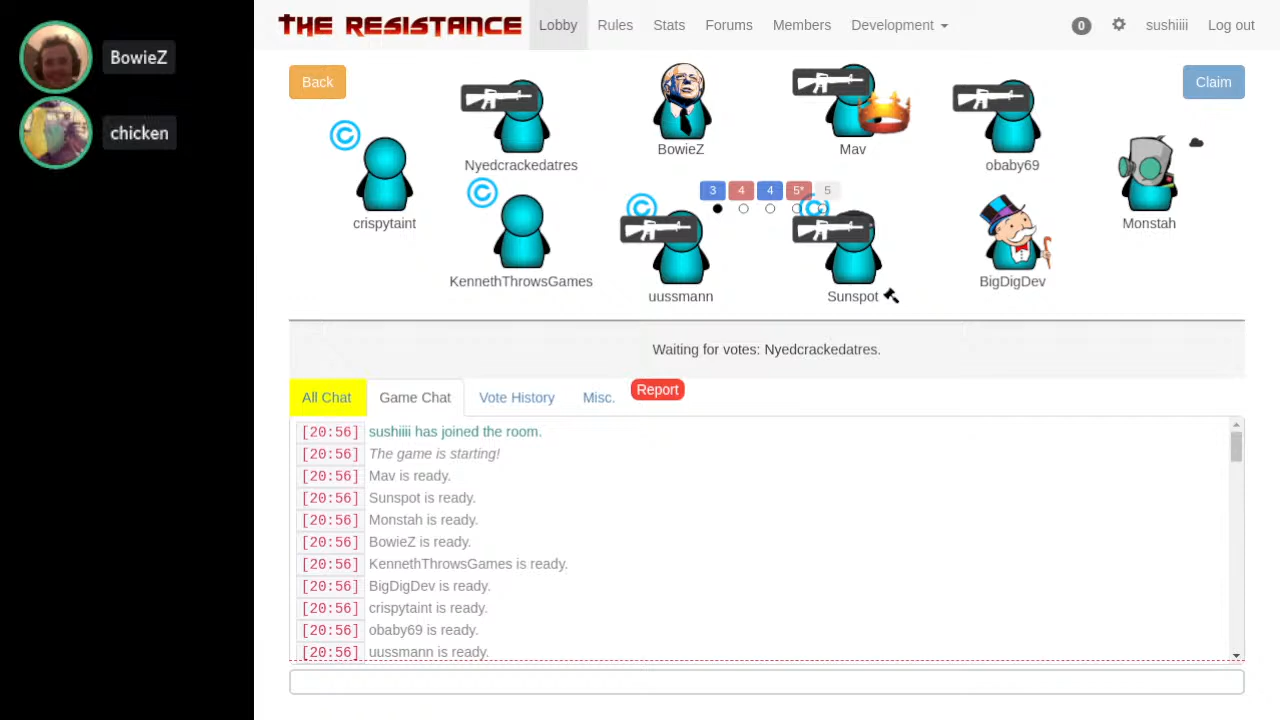 BowieZ
chicken
THE RESISTANCE
Lobby
Rules
Stats
Forums
Members
Development
0
sushiiii
Log out
Back
Claim
Nyedcrackedatres
BowieZ
Mav
obaby69
crispytaint
Monstah
3 4 4 5* 5
KennethThrowsGames
uussmann
Sunspot
BigDigDev
Waiting for votes: Nyedcrackedatres.
All Chat
Game Chat
Vote History
Misc.
Report
[20:56] sushiiii has joined the room.
[20:56] The game is starting!
[20:56] Mav is ready.
[20:56] Sunspot is ready.
[20:56] Monstah is ready.
[20:56] BowieZ is ready.
[20:56] KennethThrowsGames is ready.
[20:56] BigDigDev is ready.
[20:56] crispytaint is ready.
[20:56] obaby69 is ready.
[20:56] uussmann is ready.